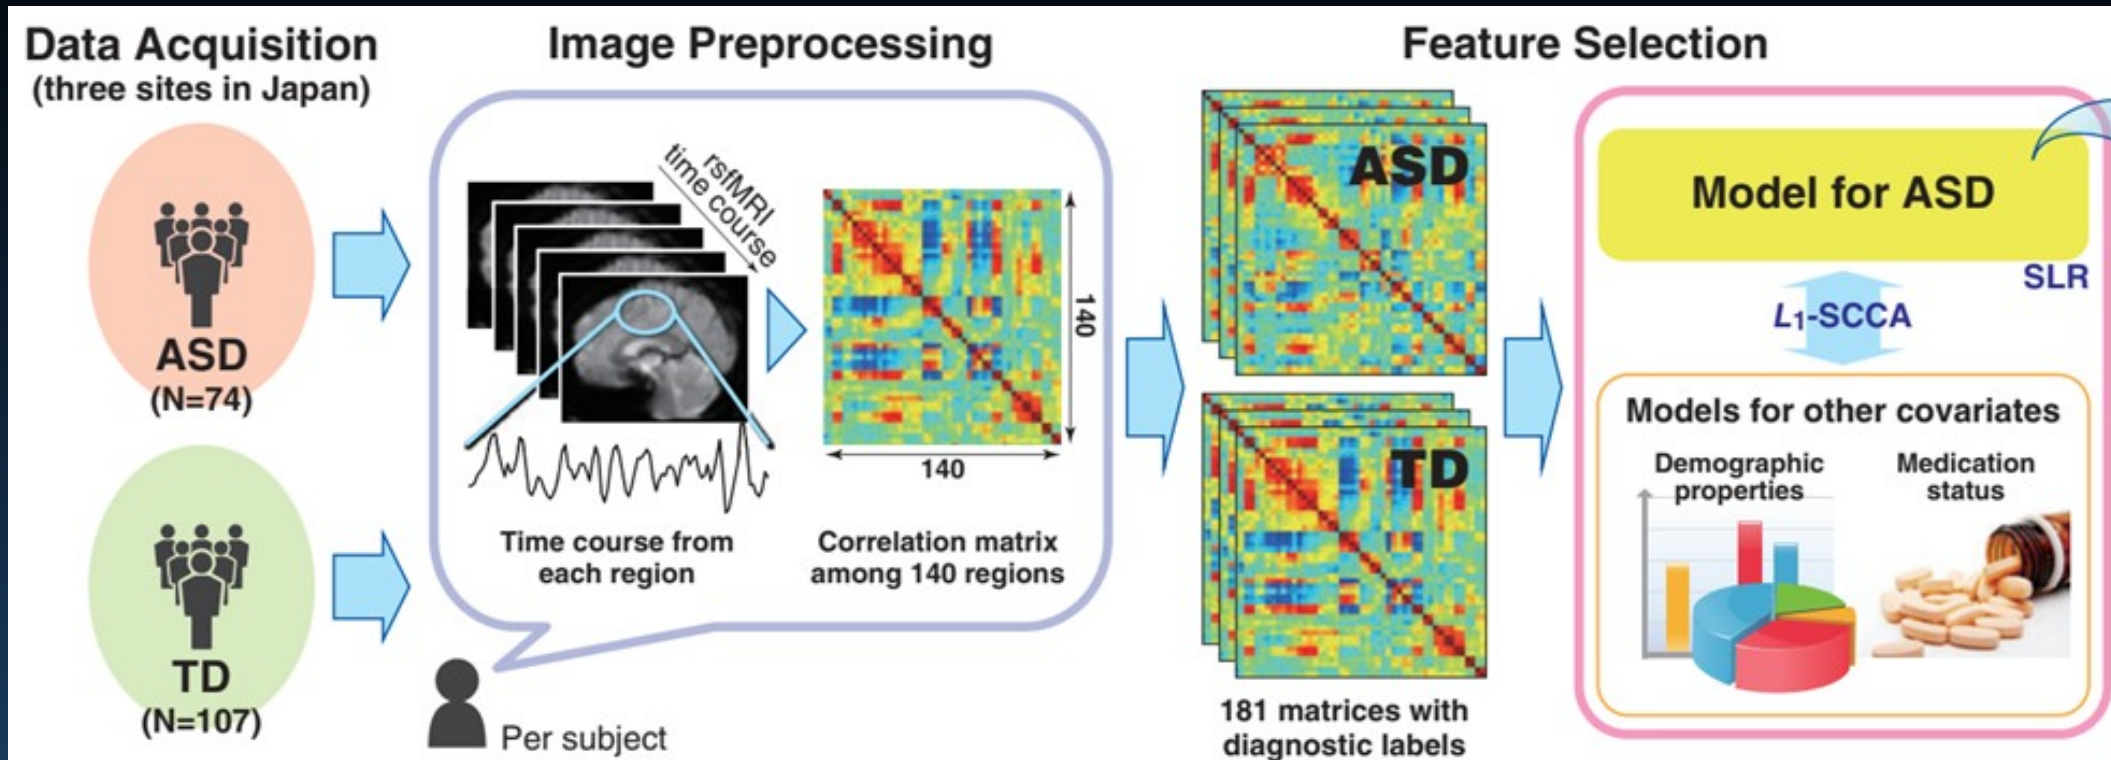 Data Acquisition
(three sites in Japan)
ASD
(N=74)
TD
(N=107)
Image Preprocessing
rsfMRI
time course
140
140
Time course from
each region
Correlation matrix
among 140 regions
Per subject
Feature Selection
ASD
TD
181 matrices with
diagnostic labels
Model for ASD
SLR
L1-SCCA
Models for other covariates
Demographic
properties
Medication
status